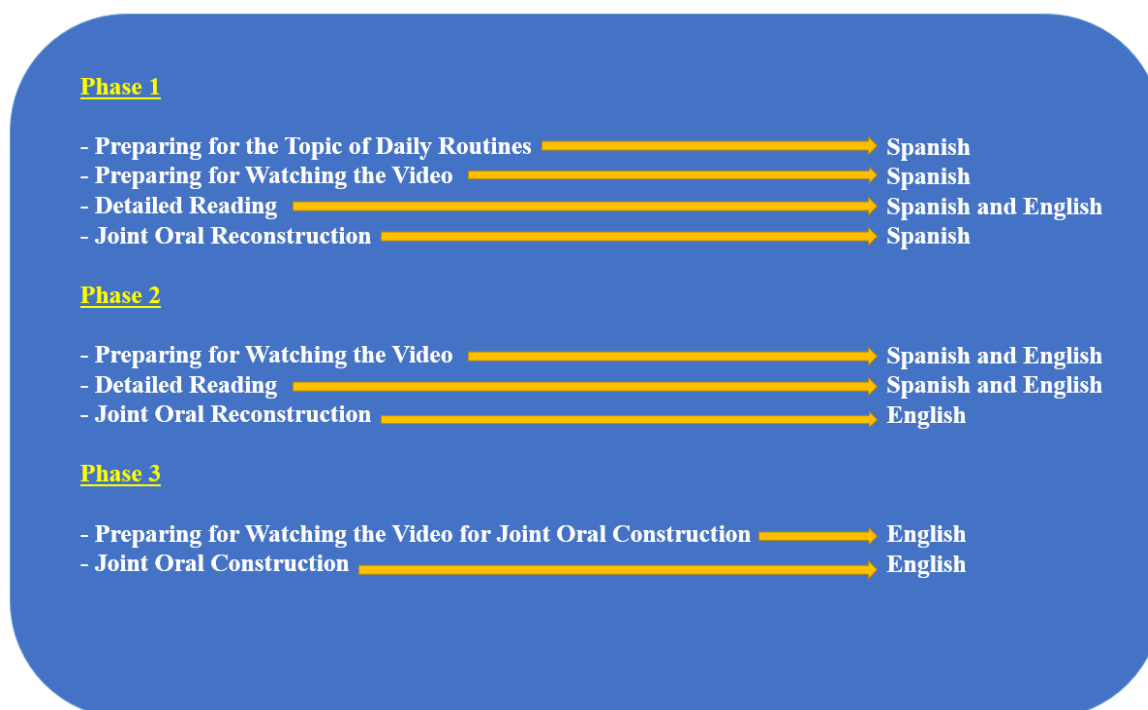 Phase 1
- Preparing for the Topic of Daily Routines Spanish
- Preparing for Watching the Video Spanish
- Detailed Reading Spanish and English
- Joint Oral Reconstruction Spanish
Phase 2
- Preparing for Watching the Video Spanish and English
- Detailed Reading Spanish and English
- Joint Oral Reconstruction English
Phase 3
- Preparing for Watching the Video for Joint Oral Construction English
- Joint Oral Construction English